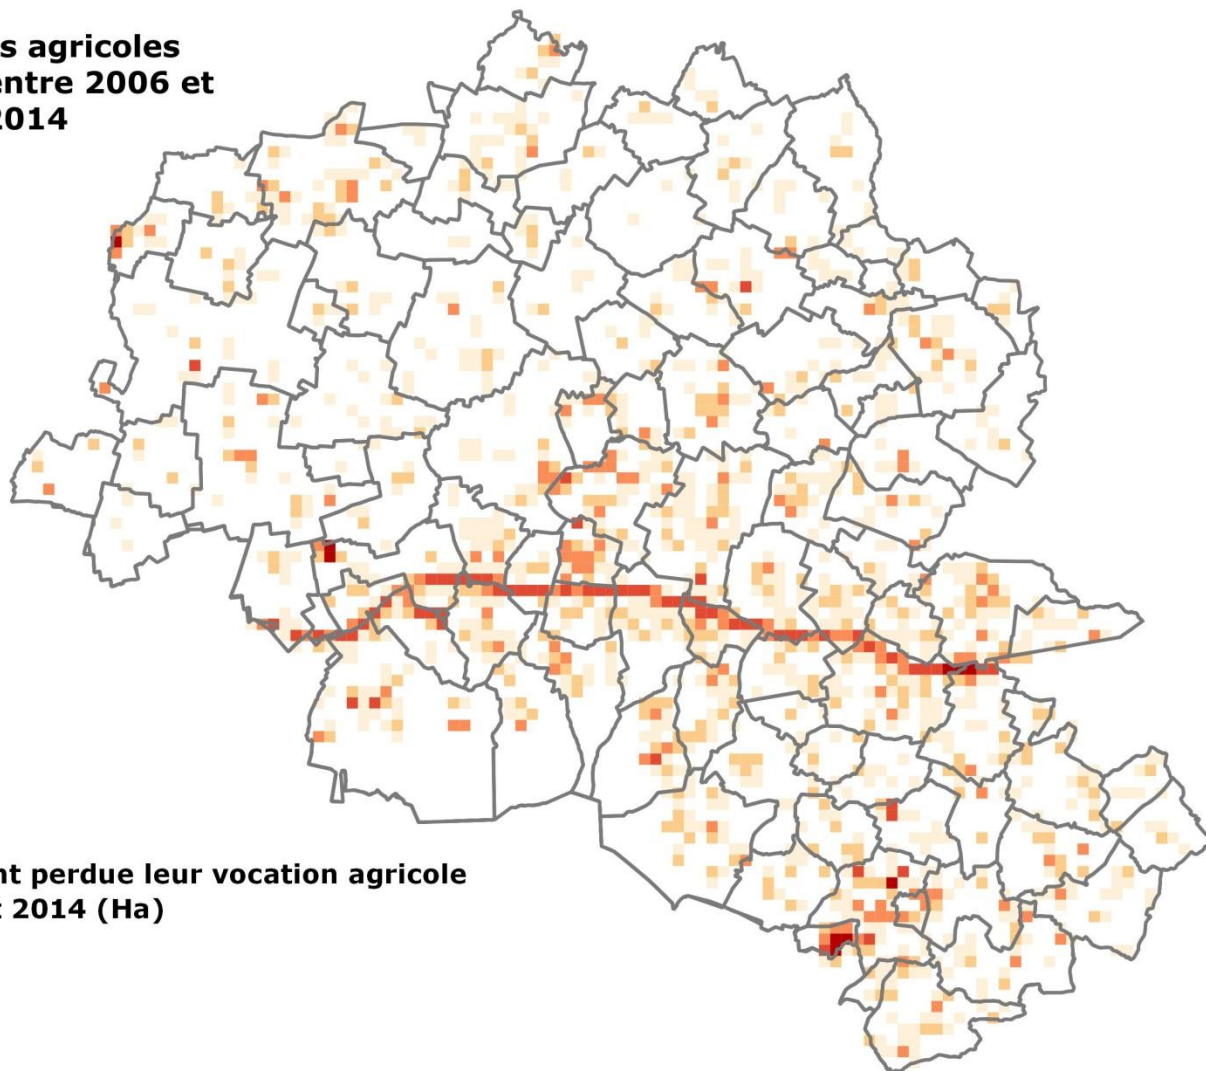 s agricoles
entre 2006 et
2014
nt perdue leur vocation agricole
t 2014 (Ha)